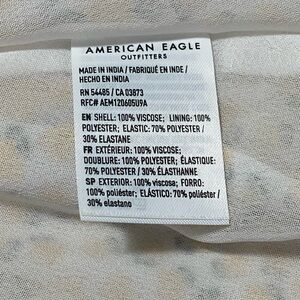 AMERICAN EAGLE
OUTFITTERS
MADE IN INDIA / FABRIQUÉ EN INDE /
HECHO EN INDIA
RN 54485 / CA 03873
RFC# AEM120605U9A
EN SHELL: 100% VISCOSE; LINING: 100%
POLYESTER; ELASTIC: 70% POLYESTER /
30% ELASTANE
FR EXTÉRIEUR: 100% VISCOSE;
DOUBLURE: 100% POLYESTER, ÉLASTIQUE:
70% POLYESTER / 30% ÉLASTHANNE
SP EXTERIOR: 100% viscose; FORRO:
100% poliéster; ELÁSTICO: 70% poliéster
/ 30% elastano